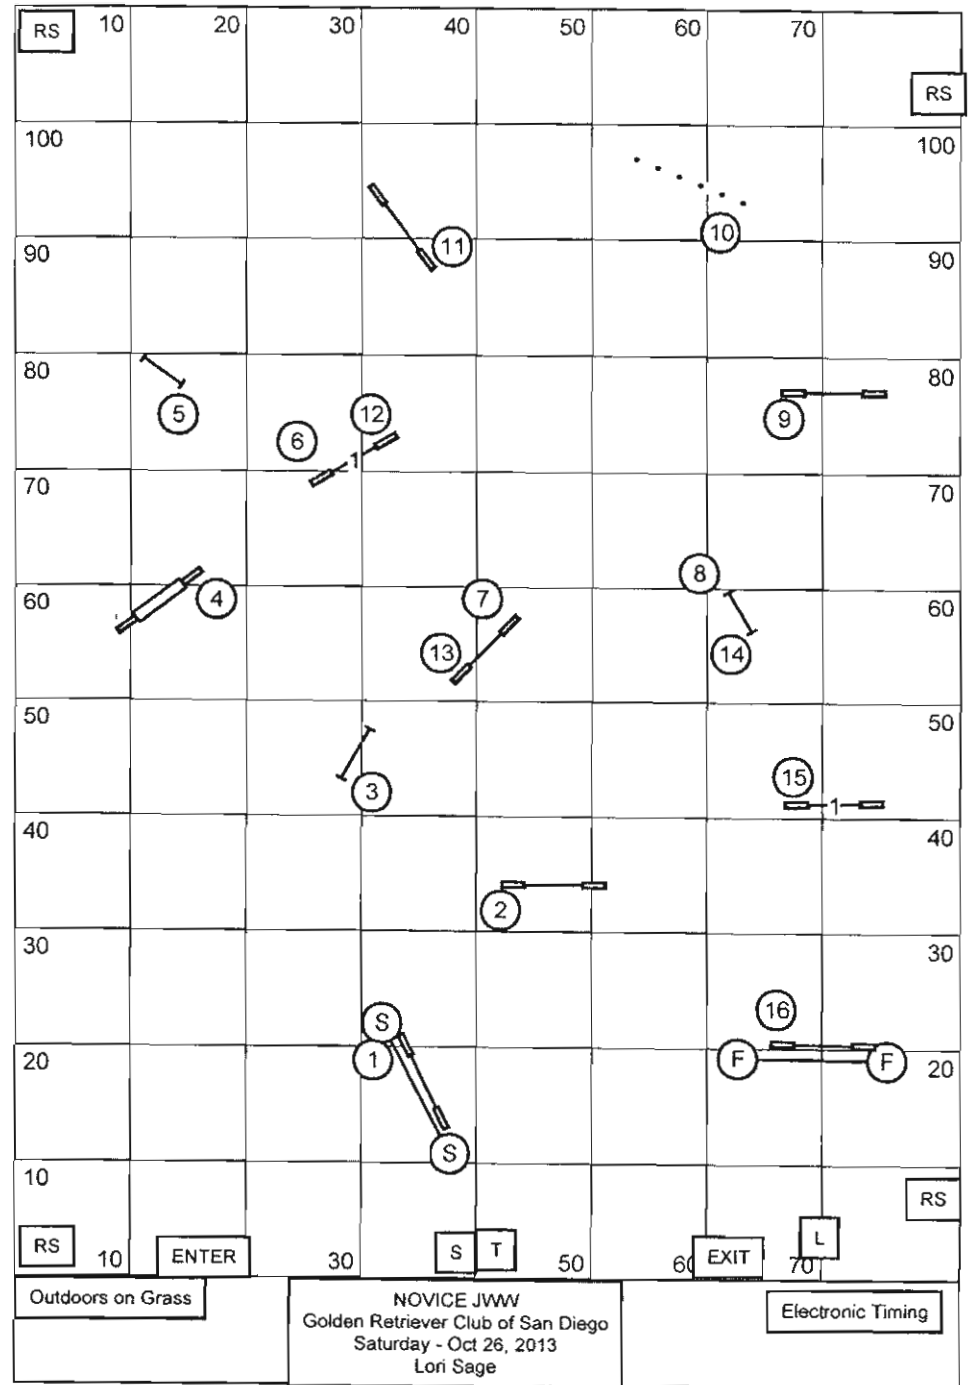 RS 10 20 30 40 50 60 70
RS
100 100
11 10
90 90
80 80
5 6 12 9
70 70
8
60 4 7 60
13 14
50 50
3 15
1
40 40
2
30 30
S 16
20 1 F F 20
S
10
RS
RS 10 ENTER 30 S T 50 60 EXIT 70 L
Outdoors on Grass
NOVICE JWW
Golden Retriever Club of San Diego
Saturday - Oct 26, 2013
Lori Sage
Electronic Timing
1